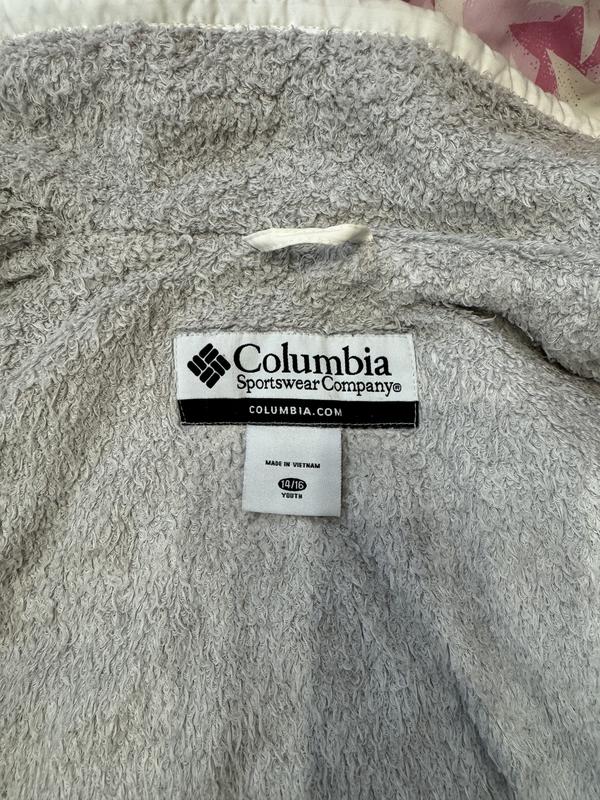 Columbia
Sportswear Company®
COLUMBIA.COM
MADE IN VIETNAM
14/16
YOUTH